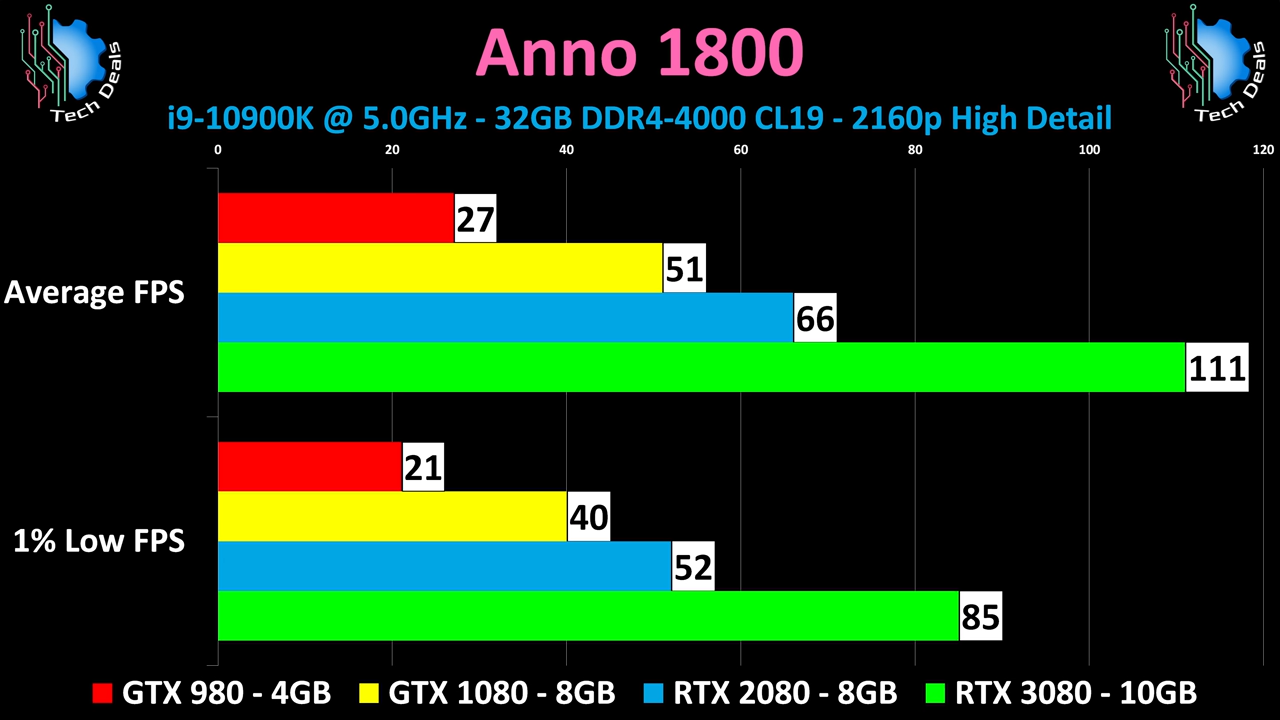 Tech Deals
Anno 1800
Tech Deals
i9-10900K @ 5.0GHz - 32GB DDR4-4000 CL19 - 2160p High Detail
0 20 40 60 80 100 120
27
51
Average FPS
66
111
21
40
1% Low FPS
52
85
GTX 980 - 4GB GTX 1080 - 8GB RTX 2080 - 8GB RTX 3080 - 10GB